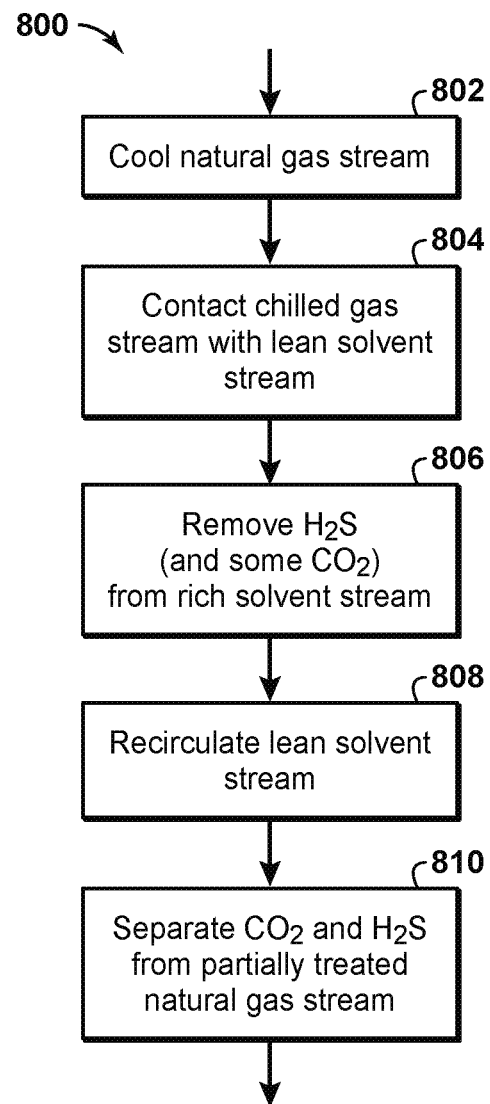 800
802
Cool natural gas stream
804
Contact chilled gas
stream with lean solvent
stream
806
Remove H₂S
(and some CO₂)
from rich solvent stream
808
Recirculate lean solvent
stream
810
Separate CO₂ and H₂S
from partially treated
natural gas stream